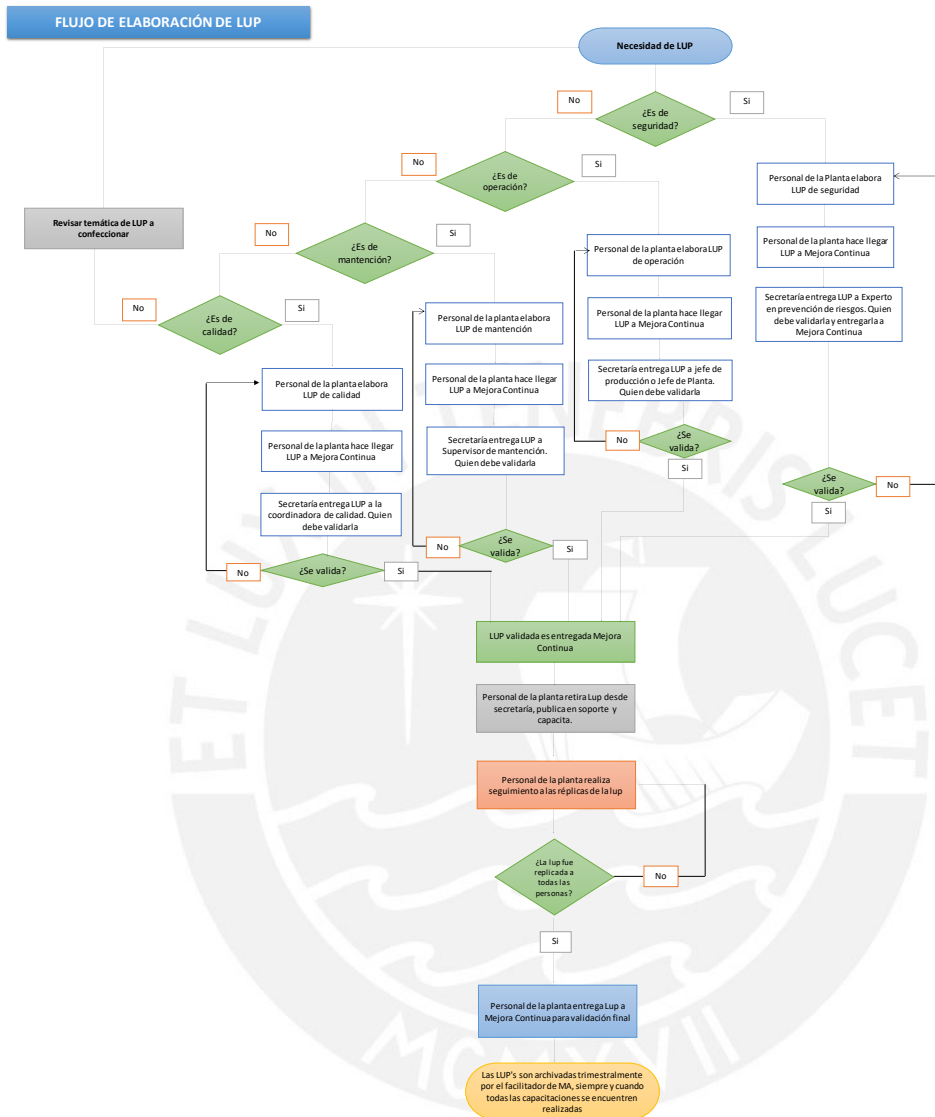 FLUJO DE ELABORACIÓN DE LUP
Necesidad de LUP
No
Si
¿Es de
seguridad?
No
Si
¿Es de
operación?
Personal de la Planta elabora
LUP de seguridad
Revisar temática de LUP a
confeccionar
No
Si
¿Es de
mantención?
Personal de la planta elabora LUP
de operación
Personal de la planta hace llegar
LUP a Mejora Continua
No
Si
¿Es de
calidad?
Personal de la planta elabora
LUP de mantención
Personal de la planta hace llegar
LUP a Mejora Continua
Secretaría entrega LUP a Experto
en prevención de riesgos. Quien
debe validarla y entregarla a
Mejora Continua
Personal de la planta elabora
LUP de calidad
Personal de la planta hace llegar
LUP a Mejora Continua
Secretaría entrega LUP a jefe de
producción o Jefe de Planta.
Quien debe validarla
Personal de la planta hace llegar
LUP a Mejora Continua
Secretaría entrega LUP a
Supervisor de mantención.
Quien debe validarla
No
¿Se
valida?
Si
¿Se
valida?
No
Si
Secretaría entrega LUP a la
coordinadora de calidad. Quien
debe validarla
No
¿Se
valida?
Si
No
¿Se valida?
Si
LUP validada es entregada Mejora
Continua
Personal de la planta retira Lup desde
secretaría, publica en soporte y
capacita.
Personal de la planta realiza
seguimiento a las réplicas de la lup
¿La lup fue
replicada a
todas las
personas?
No
Si
Personal de la planta entrega Lup a
Mejora Continua para validación final
Las LUP's son archivadas trimestralmente
por el facilitador de MA, siempre y cuando
todas las capacitaciones se encuentren
realizadas
ET LUX IN TENEBRIS LUCET
MCMXVII